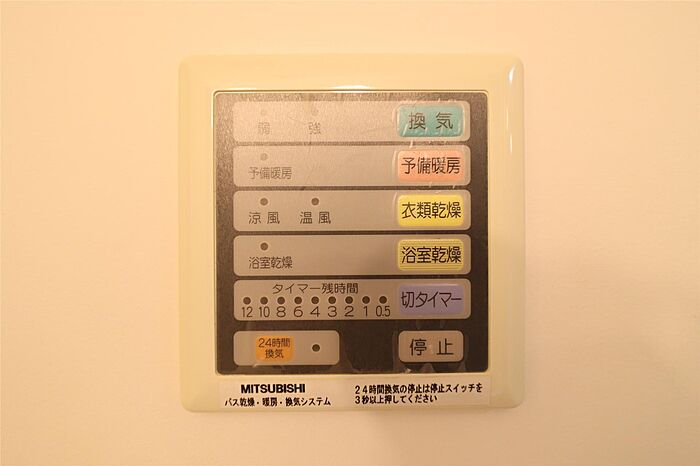 弱 強 換気
予備暖房 予備暖房
涼風 温風 衣類乾燥
浴室乾燥 浴室乾燥
タイマー残時間
12 10 8 6 4 3 2 1 0.5 切タイマー
24時間
換気
停止
MITSUBISHI
バス乾燥・暖房・換気システム
24時間換気の停止は停止スイッチを
3秒以上押してください